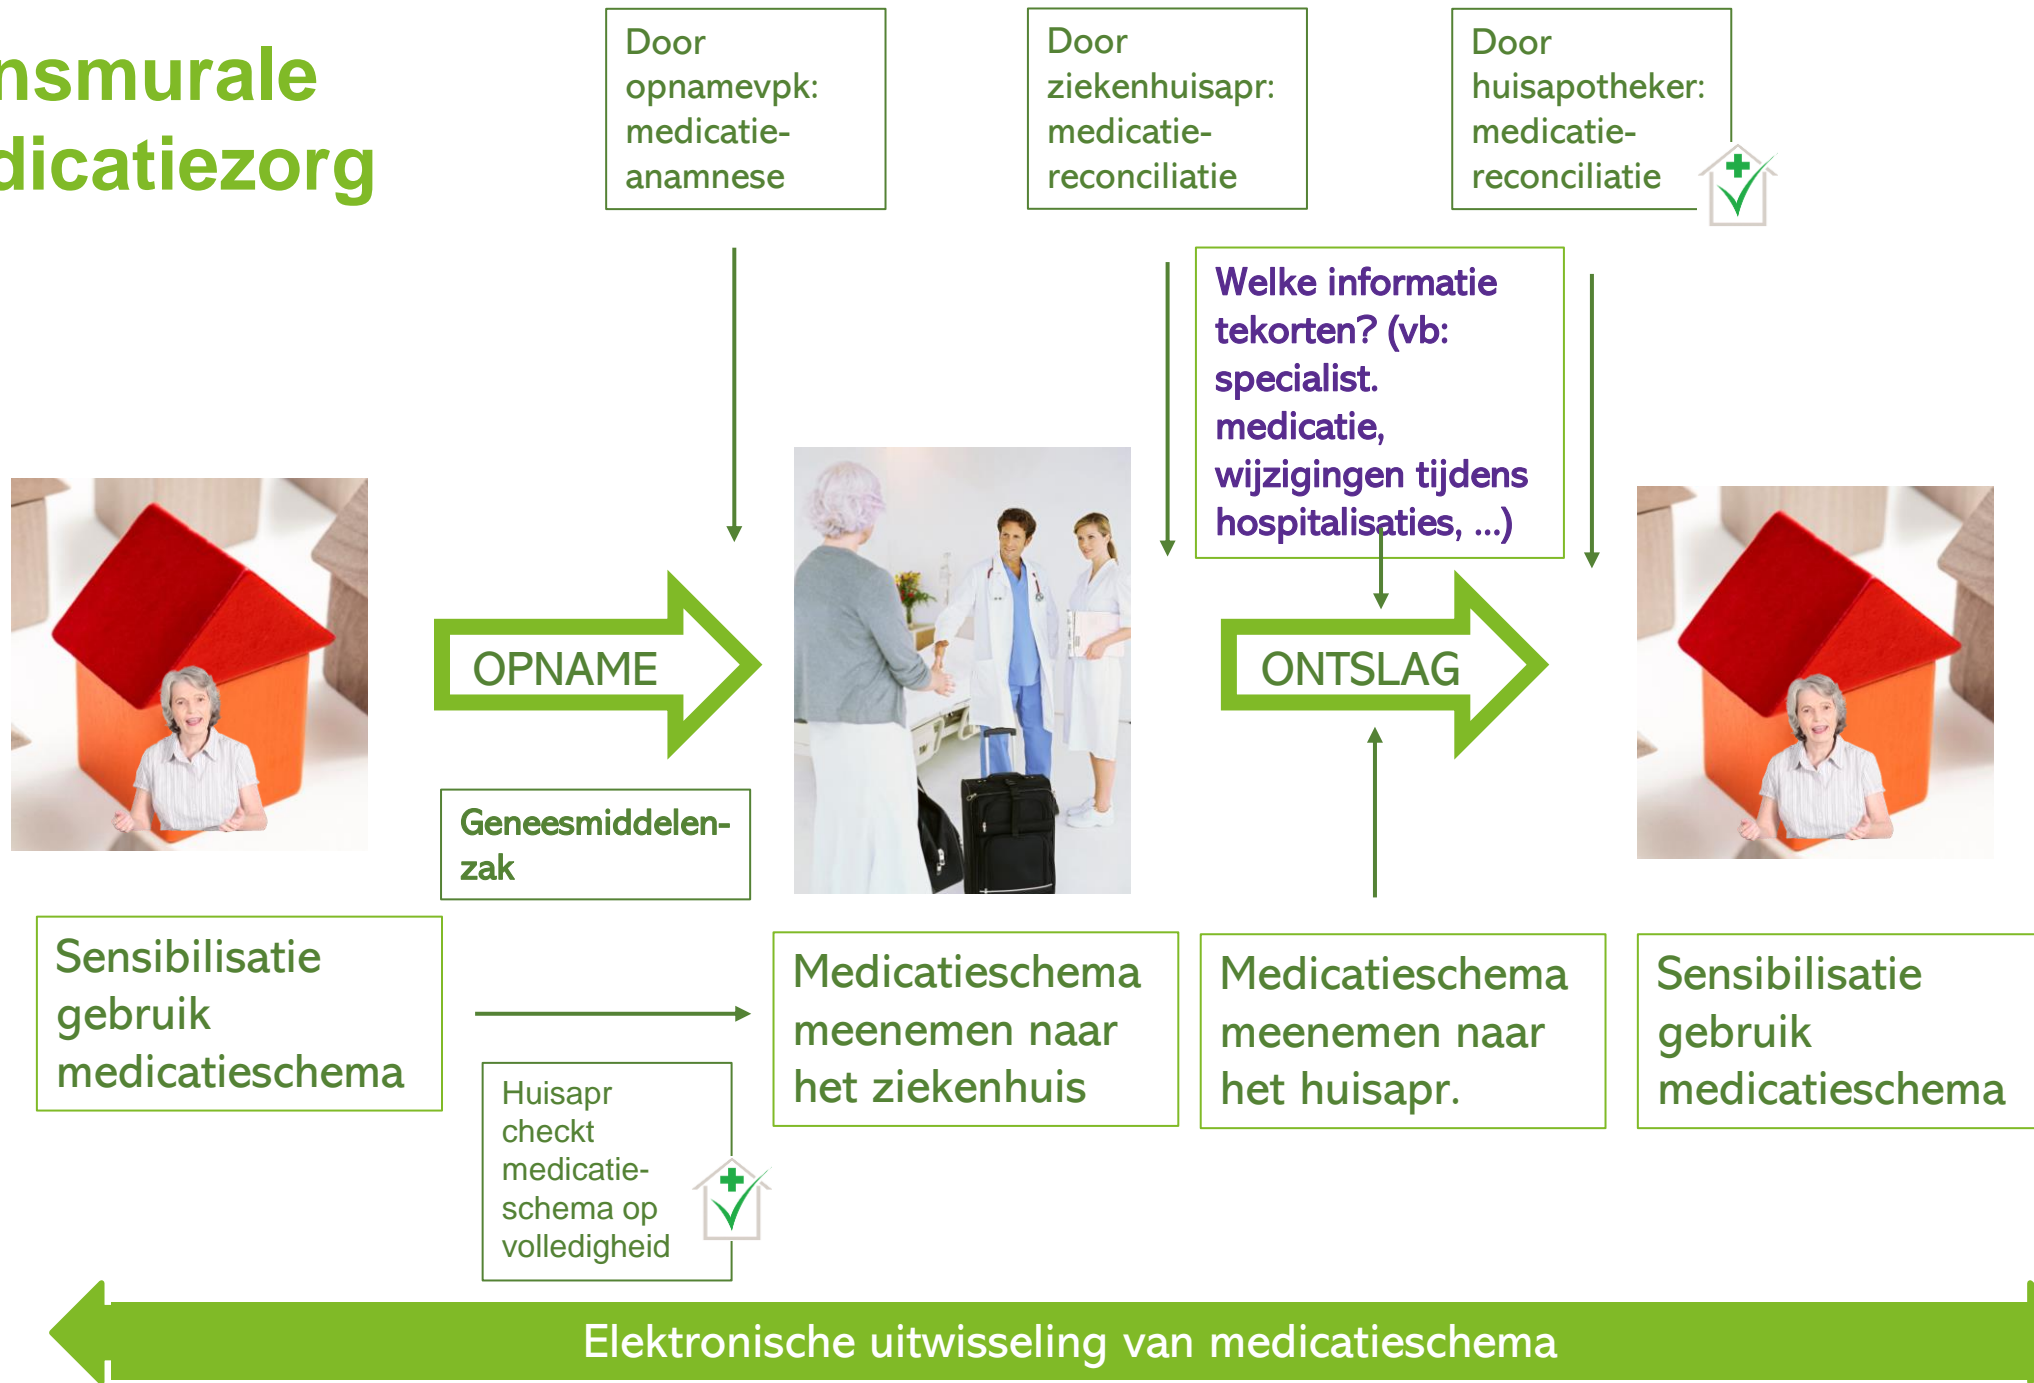 nsmurale
dicatiezorg
Door
opnamevpk:
medicatie-
anamnese
Door
ziekenhuisapr:
medicatie-
reconciliatie
Door
huisapotheker:
medicatie-
reconciliatie
Welke informatie
tekorten? (vb:
specialist.
medicatie,
wijzigingen tijdens
hospitalisaties, ...)
OPNAME
ONTSLAG
Geneesmiddelen-
zak
Sensibilisatie
gebruik
medicatieschema
Huisapr
checkt
medicatie-
schema op
volledigheid
Medicatieschema
meenemen naar
het ziekenhuis
Medicatieschema
meenemen naar
het huisapr.
Sensibilisatie
gebruik
medicatieschema
Elektronische uitwisseling van medicatieschema